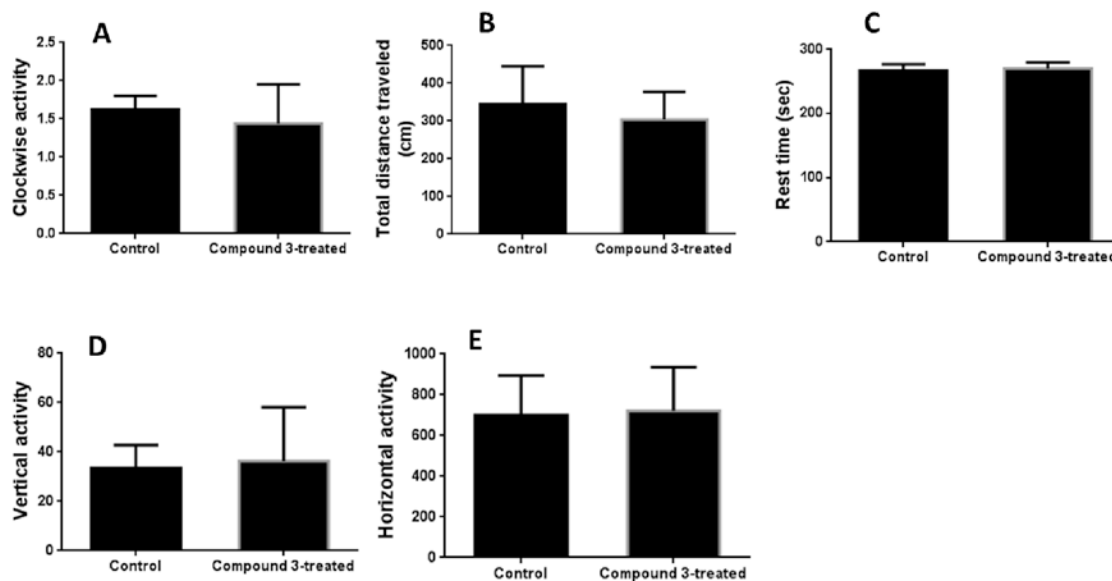 A
Clockwise activity
2.5
2.0
1.5
1.0
0.5
0.0
Control
Compound 3-treated
B
Total distance traveled
(cm)
500
400
300
200
100
0
Control
Compound 3-treated
C
Rest time (sec)
300
200
100
0
Control
Compound 3-treated
D
Vertical activity
80
60
40
20
0
Control
Compound 3-treated
E
Horizontal activity
1000
800
600
400
200
0
Control
Compound 3-treated